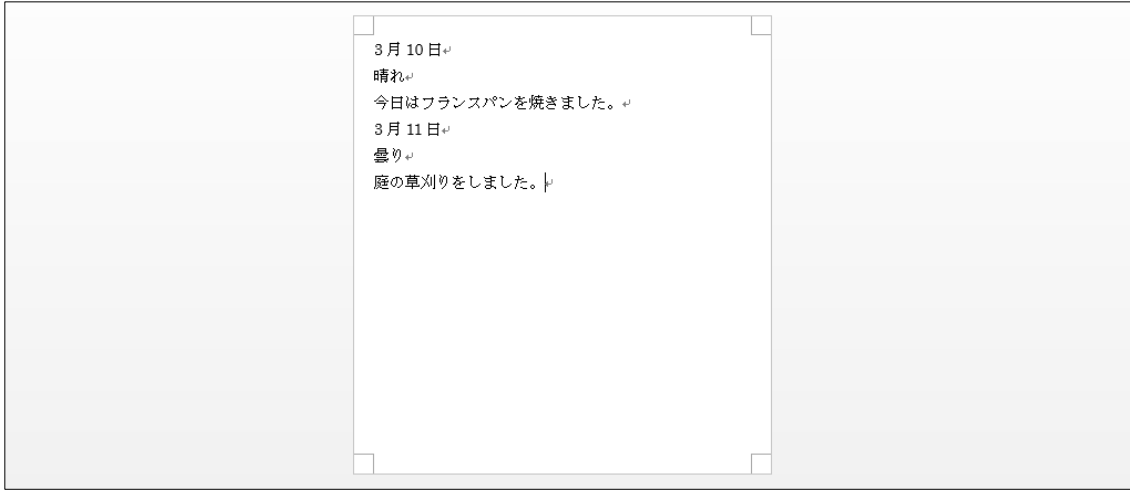 3月10日
晴れ
今日はフランスパンを焼きました。
3月11日
曇り
庭の草刈りをしました。